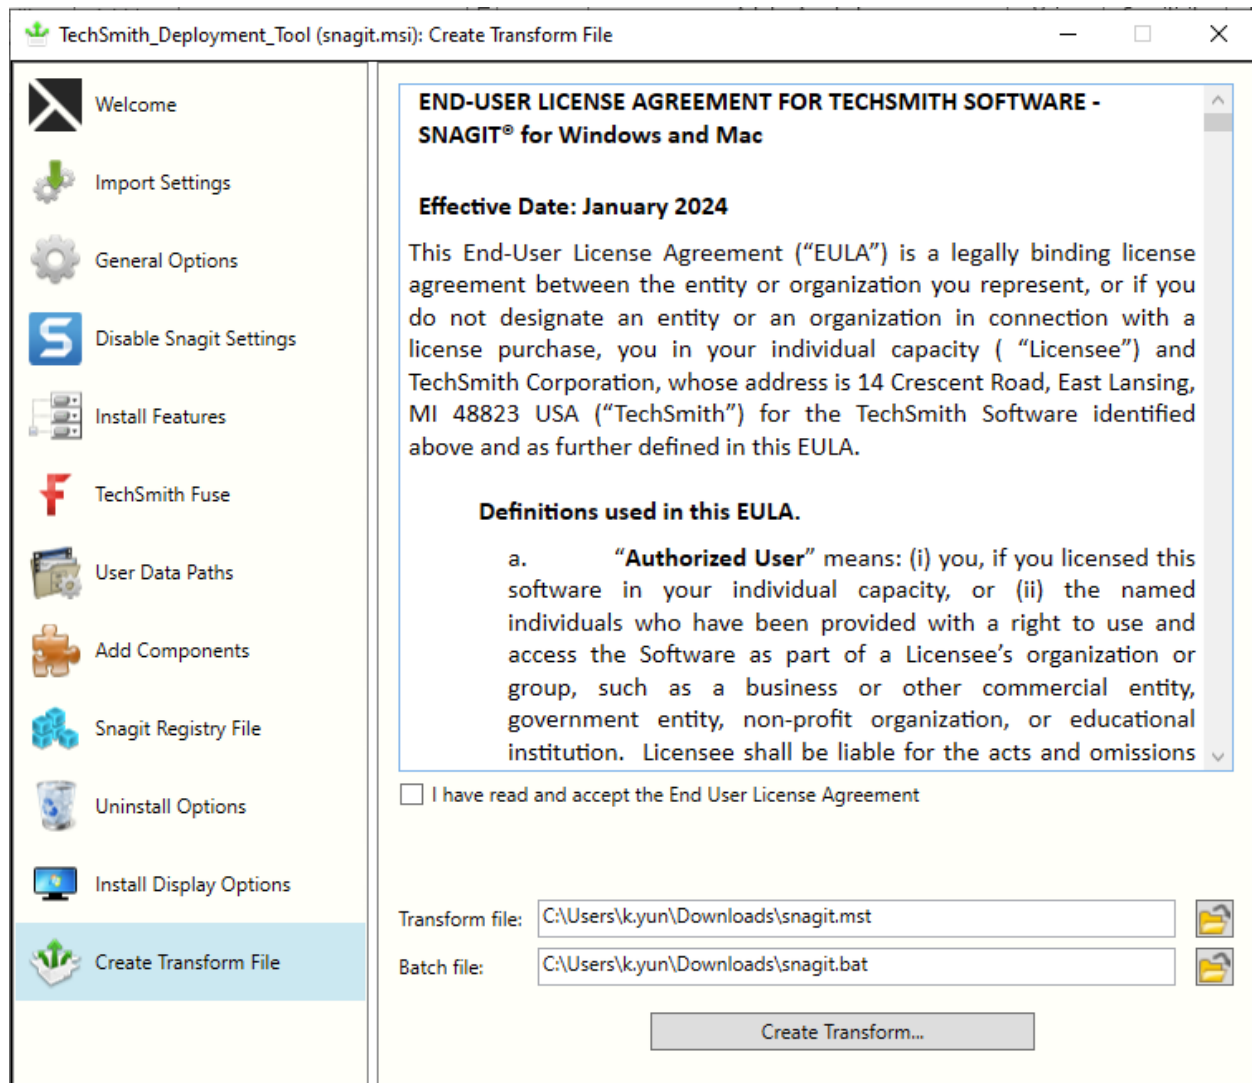 TechSmith_Deployment_Tool (snagit.msi): Create Transform File
Welcome
Import Settings
General Options
Disable Snagit Settings
Install Features
TechSmith Fuse
User Data Paths
Add Components
Snagit Registry File
Uninstall Options
Install Display Options
Create Transform File
END-USER LICENSE AGREEMENT FOR TECHSMITH SOFTWARE -
SNAGIT® for Windows and Mac
Effective Date: January 2024
This End-User License Agreement (“EULA”) is a legally binding license
agreement between the entity or organization you represent, or if you
do not designate an entity or an organization in connection with a
license purchase, you in your individual capacity ( “Licensee”) and
TechSmith Corporation, whose address is 14 Crescent Road, East Lansing,
MI 48823 USA (“TechSmith”) for the TechSmith Software identified
above and as further defined in this EULA.
Definitions used in this EULA.
a. “Authorized User” means: (i) you, if you licensed this
software in your individual capacity, or (ii) the named
individuals who have been provided with a right to use and
access the Software as part of a Licensee’s organization or
group, such as a business or other commercial entity,
government entity, non-profit organization, or educational
institution. Licensee shall be liable for the acts and omissions
I have read and accept the End User License Agreement
Transform file: C:\Users\k.yun\Downloads\snagit.mst
Batch file: C:\Users\k.yun\Downloads\snagit.bat
Create Transform...